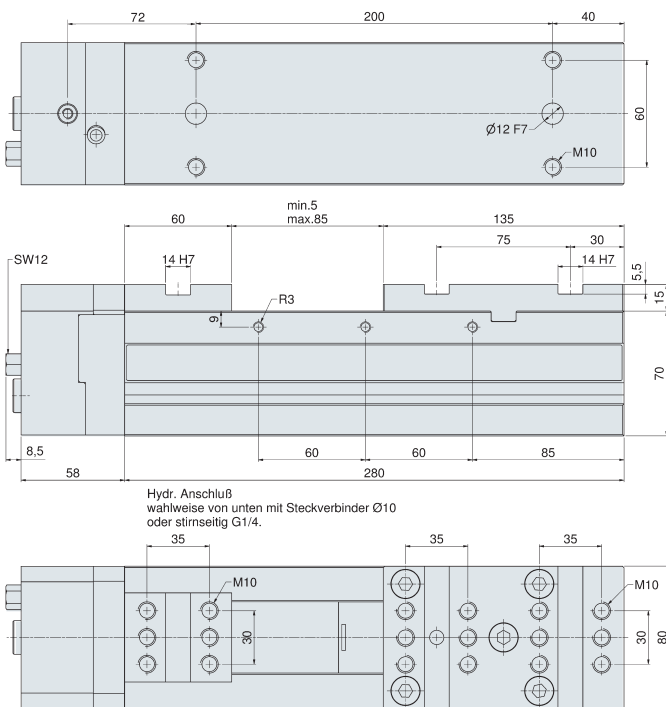 72
200
40
60
Ø12 F7
M10
min.5
max.85
60
135
75
30
14 H7
14 H7
5,5
15
SW12
R3
9
70
8,5
60
60
85
58
280
Hydr. Anschluß
wahlweise von unten mit Steckverbinder Ø10
oder stirnseitig G1/4.
35
35
35
M10
M10
30
30
80